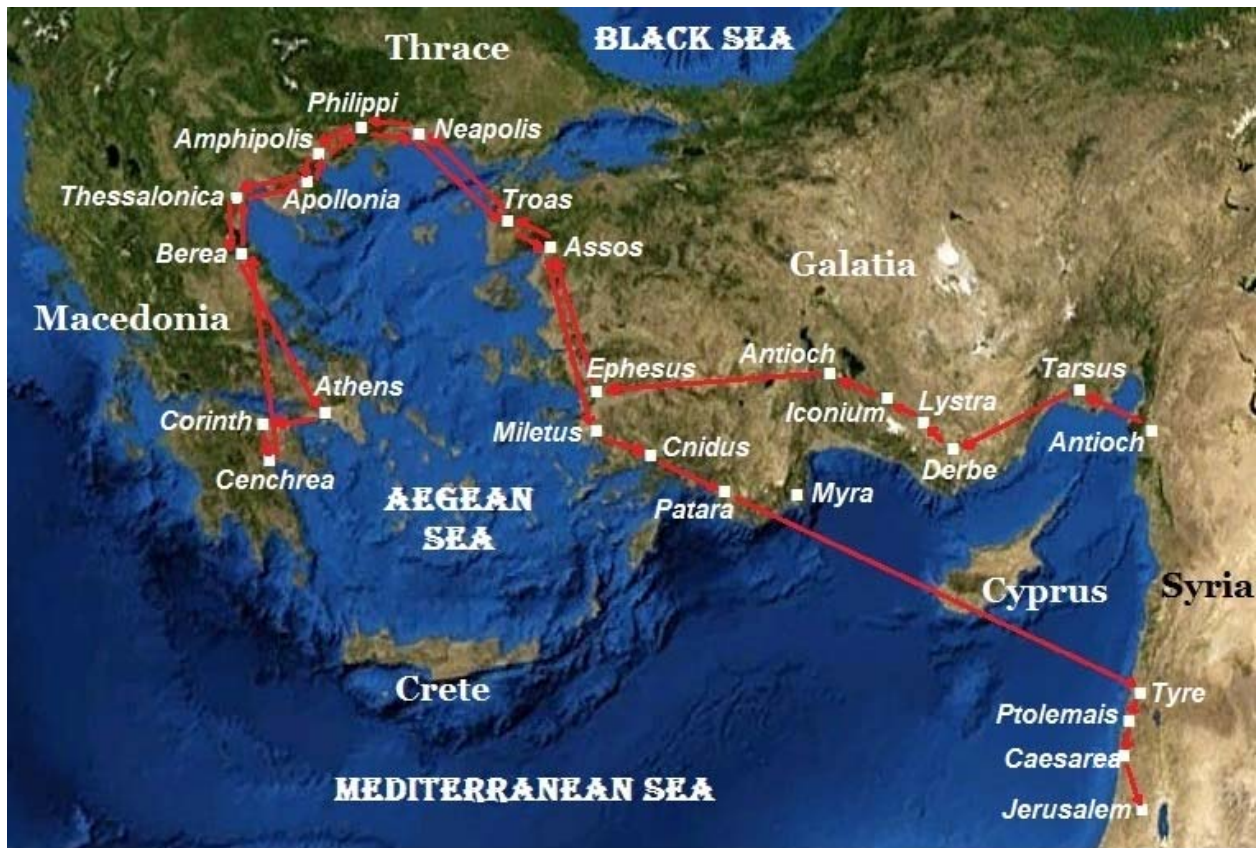 BLACK SEA
Thrace
Philippi
Neapolis
Amphipolis
Thessalonica
Apollonia
Troas
Berea
Assos
Galatia
Macedonia
Antioch
Ephesus
Tarsus
Athens
Iconium
Lystra
Corinth
Miletus
Cnidus
Antioch
Derbe
Cenchrea
Patara
Myra
AEGEAN
SEA
Cyprus
Syria
Crete
Tyre
Ptolemais
Caesarea
MEDITERRANEAN SEA
Jerusalem